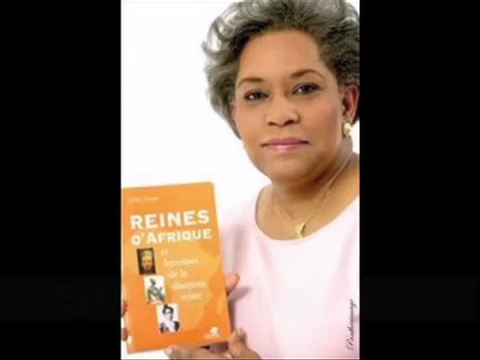 REINES
D'AFRIQUE
et
héroïnes
de la
diaspora
noire